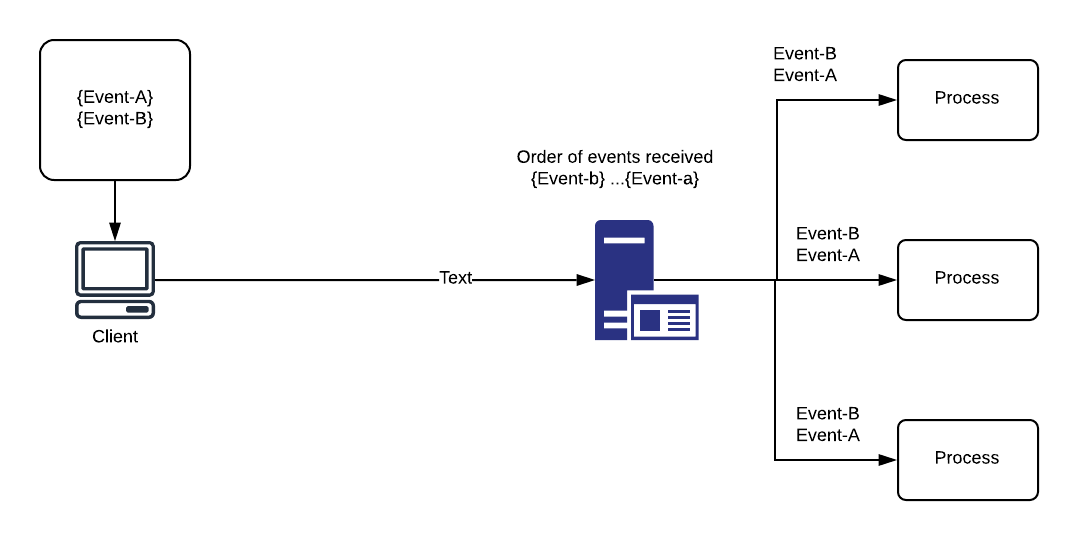 {Event-A}
{Event-B}
Client
Text
Order of events received
{Event-b} ...{Event-a}
Event-B
Event-A
Process
Event-B
Event-A
Process
Event-B
Event-A
Process